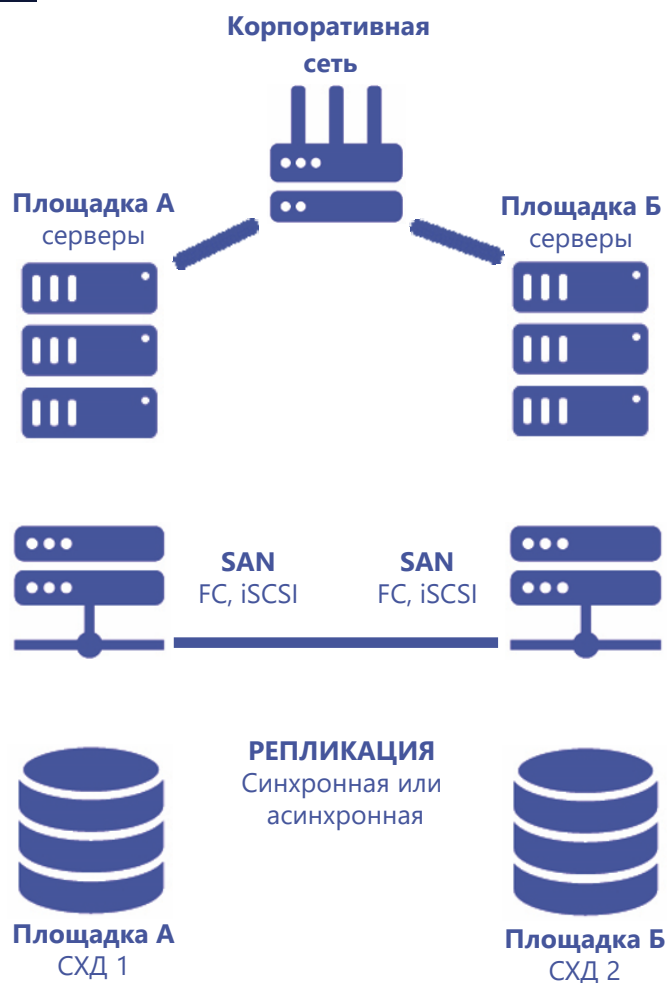 Корпоративная
сеть
Площадка А
серверы
Площадка Б
серверы
SAN
FC, iSCSI
SAN
FC, iSCSI
РЕПЛИКАЦИЯ
Синхронная или
асинхронная
Площадка А
СХД 1
Площадка Б
СХД 2